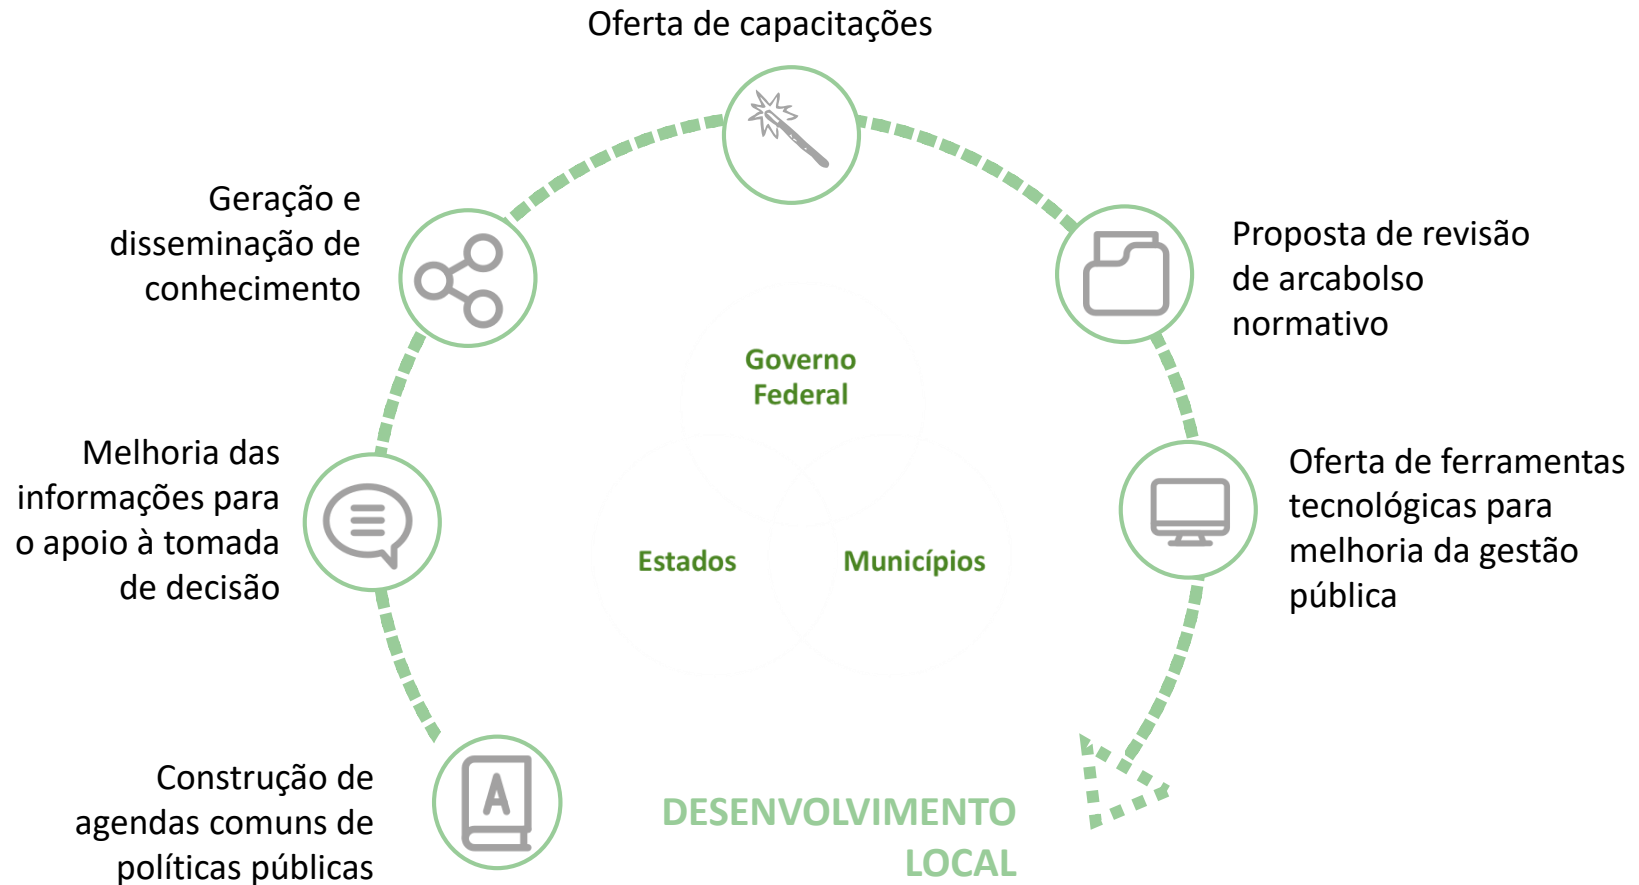 Oferta de capacitações
Geração e
disseminação de
conhecimento
Proposta de revisão
de arcabolso
normativo
Governo
Federal
Melhoria das
informações para
o apoio à tomada
de decisão
Oferta de ferramentas
tecnológicas para
melhoria da gestão
pública
Estados
Municípios
Construção de
agendas comuns de
políticas públicas
A
DESENVOLVIMENTO
LOCAL